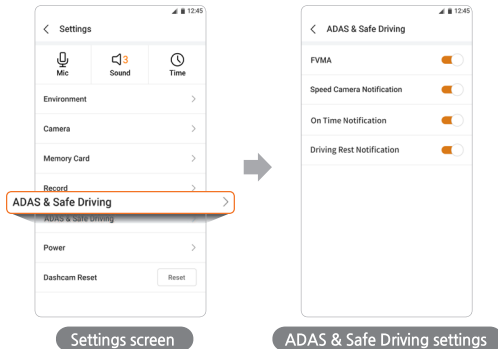 12:45
Settings
Mic
3
Sound
Time
Environment
Camera
Memory Card
Record
ADAS & Safe Driving
ADAS & Safe Driving
Power
Dashcam Reset
Reset
Settings screen
12:45
ADAS & Safe Driving
FVMA
Speed Camera Notification
On Time Notification
Driving Rest Notification
ADAS & Safe Driving settings